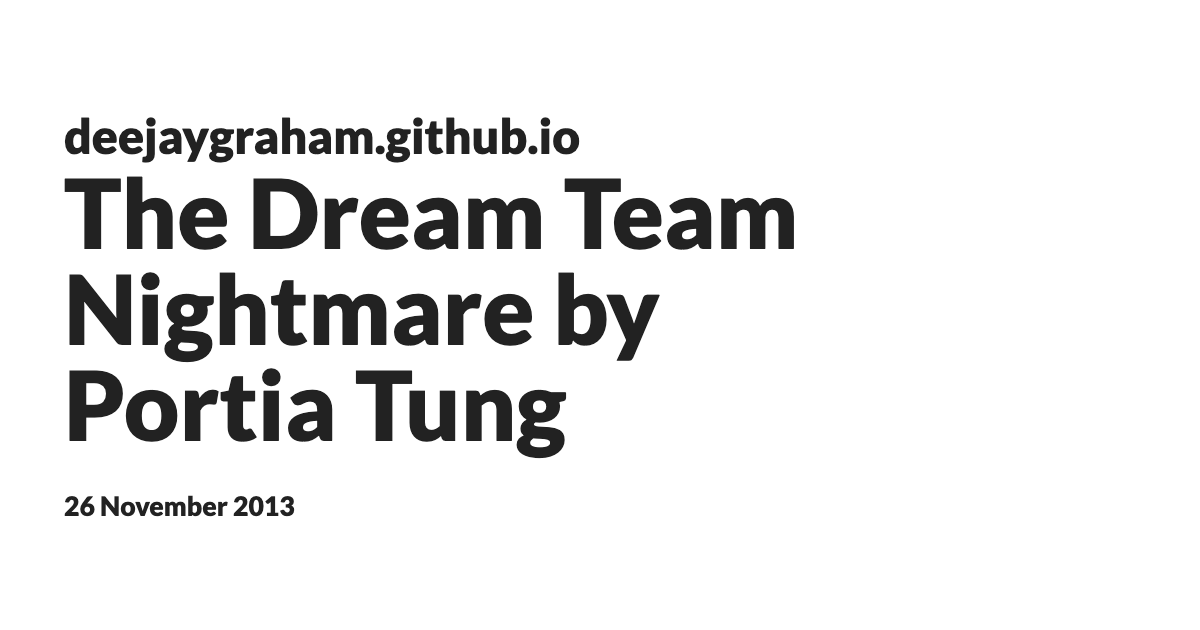 deejaygraham.github.io
The Dream Team
Nightmare by
Portia Tung
26 November 2013